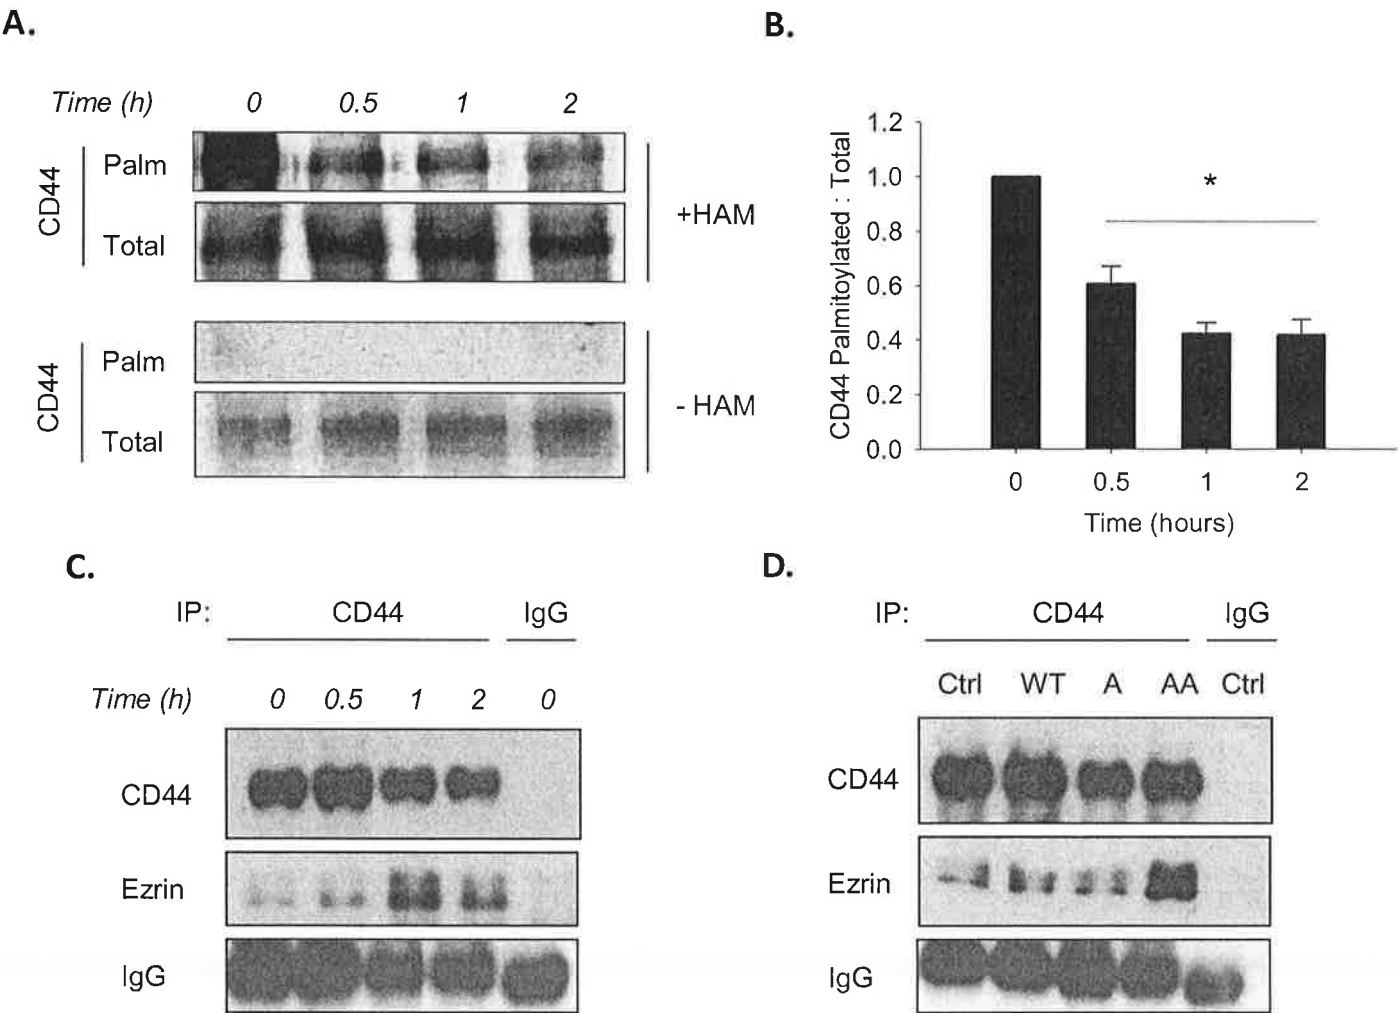 A.
Time (h) 0 0.5 1 2
CD44
Palm
Total
+HAM
CD44
Palm
Total
- HAM
B.
CD44 Palmitoylated : Total
1.2
1.0
0.8
0.6
0.4
0.2
0.0
*
0 0.5 1 2
Time (hours)
C.
IP: CD44 IgG
Time (h) 0 0.5 1 2 0
CD44
Ezrin
IgG
D.
IP: CD44 IgG
Ctrl WT A AA Ctrl
CD44
Ezrin
IgG